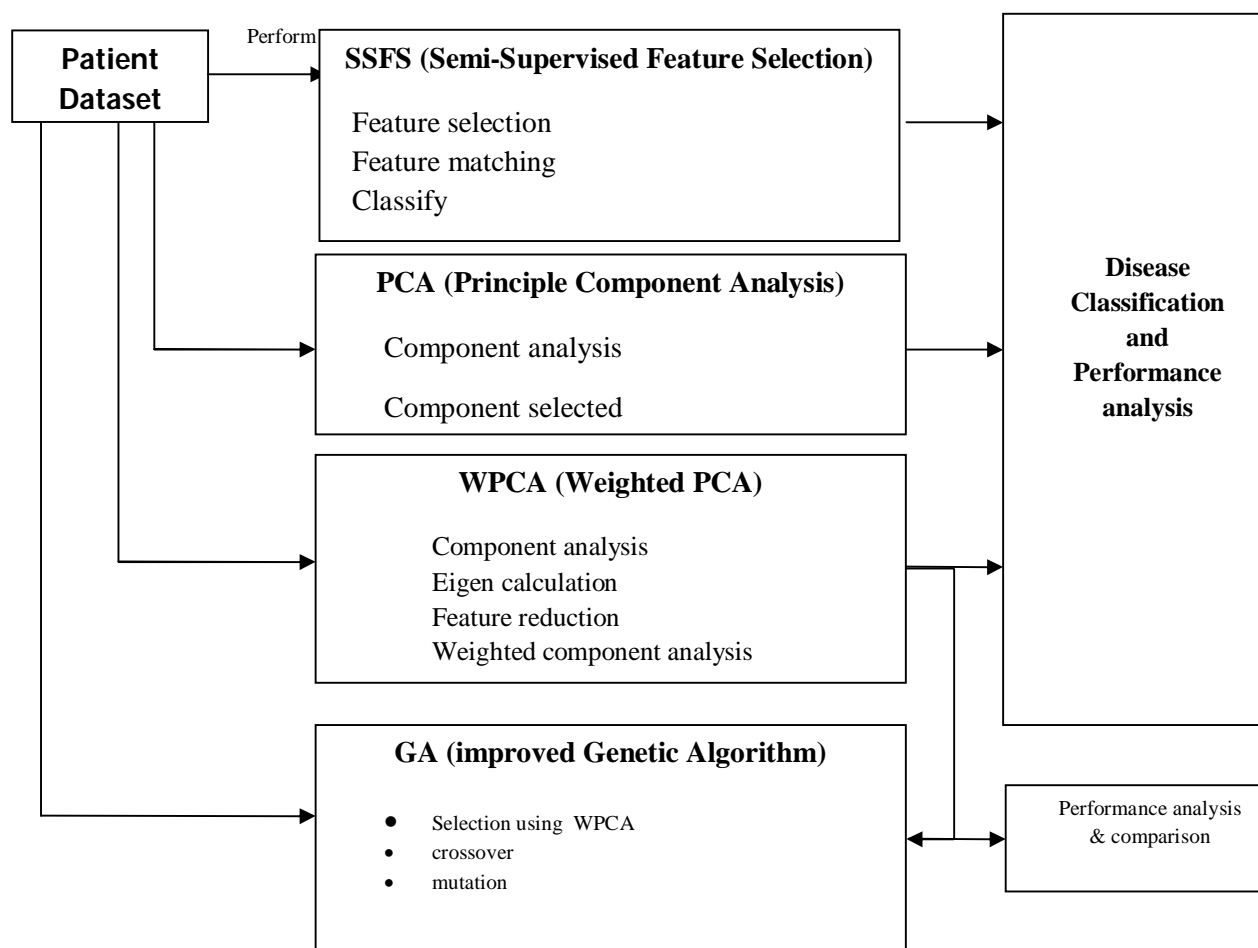 Patient
Dataset
Perform
SSFS (Semi-Supervised Feature Selection)
Feature selection
Feature matching
Classify
PCA (Principle Component Analysis)
Component analysis
Component selected
WPCA (Weighted PCA)
Component analysis
Eigen calculation
Feature reduction
Weighted component analysis
GA (improved Genetic Algorithm)
• Selection using WPCA
• crossover
• mutation
Disease
Classification
and
Performance
analysis
Performance analysis
& comparison